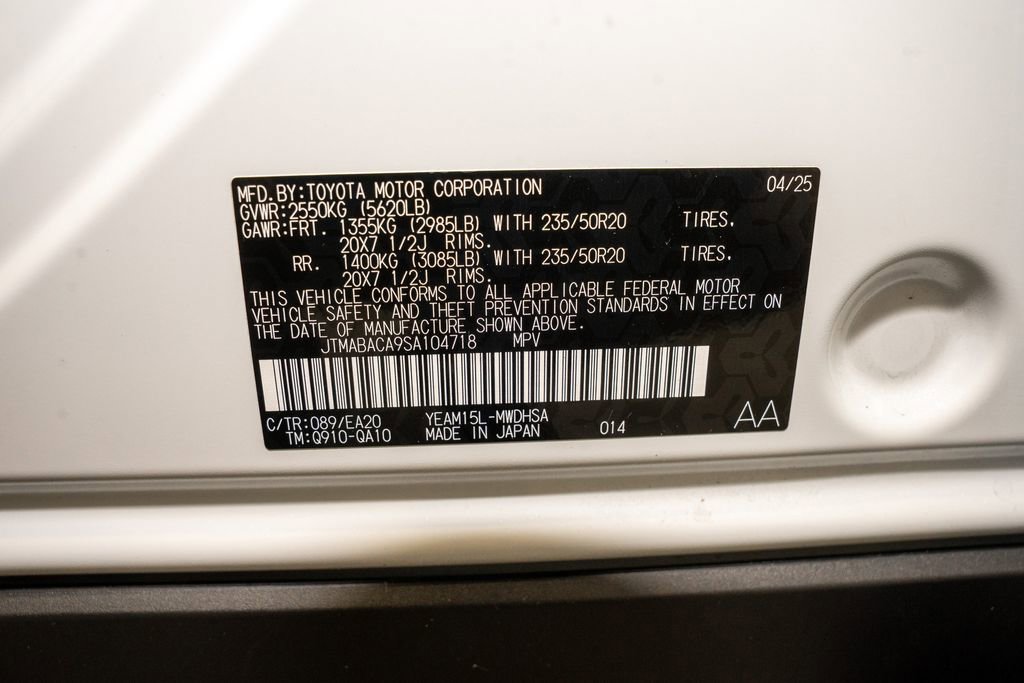 MFD.BY:TOYOTA MOTOR CORPORATION 04/25
GVWR:2550KG (5620LB)
GAWR:FRT. 1355KG (2985LB) WITH 235/50R20 TIRES.
20X7 1/2J RIMS.
RR. 1400KG (3085LB) WITH 235/50R20 TIRES.
20X7 1/2J RIMS.
THIS VEHICLE CONFORMS TO ALL APPLICABLE FEDERAL MOTOR
VEHICLE SAFETY AND THEFT PREVENTION STANDARDS IN EFFECT ON
THE DATE OF MANUFACTURE SHOWN ABOVE.
JTMABACA9SA104718 MPV
C/TR:089/EA20 YEAM15L-MWDHSA AA
TM:Q910-QA10 MADE IN JAPAN 014